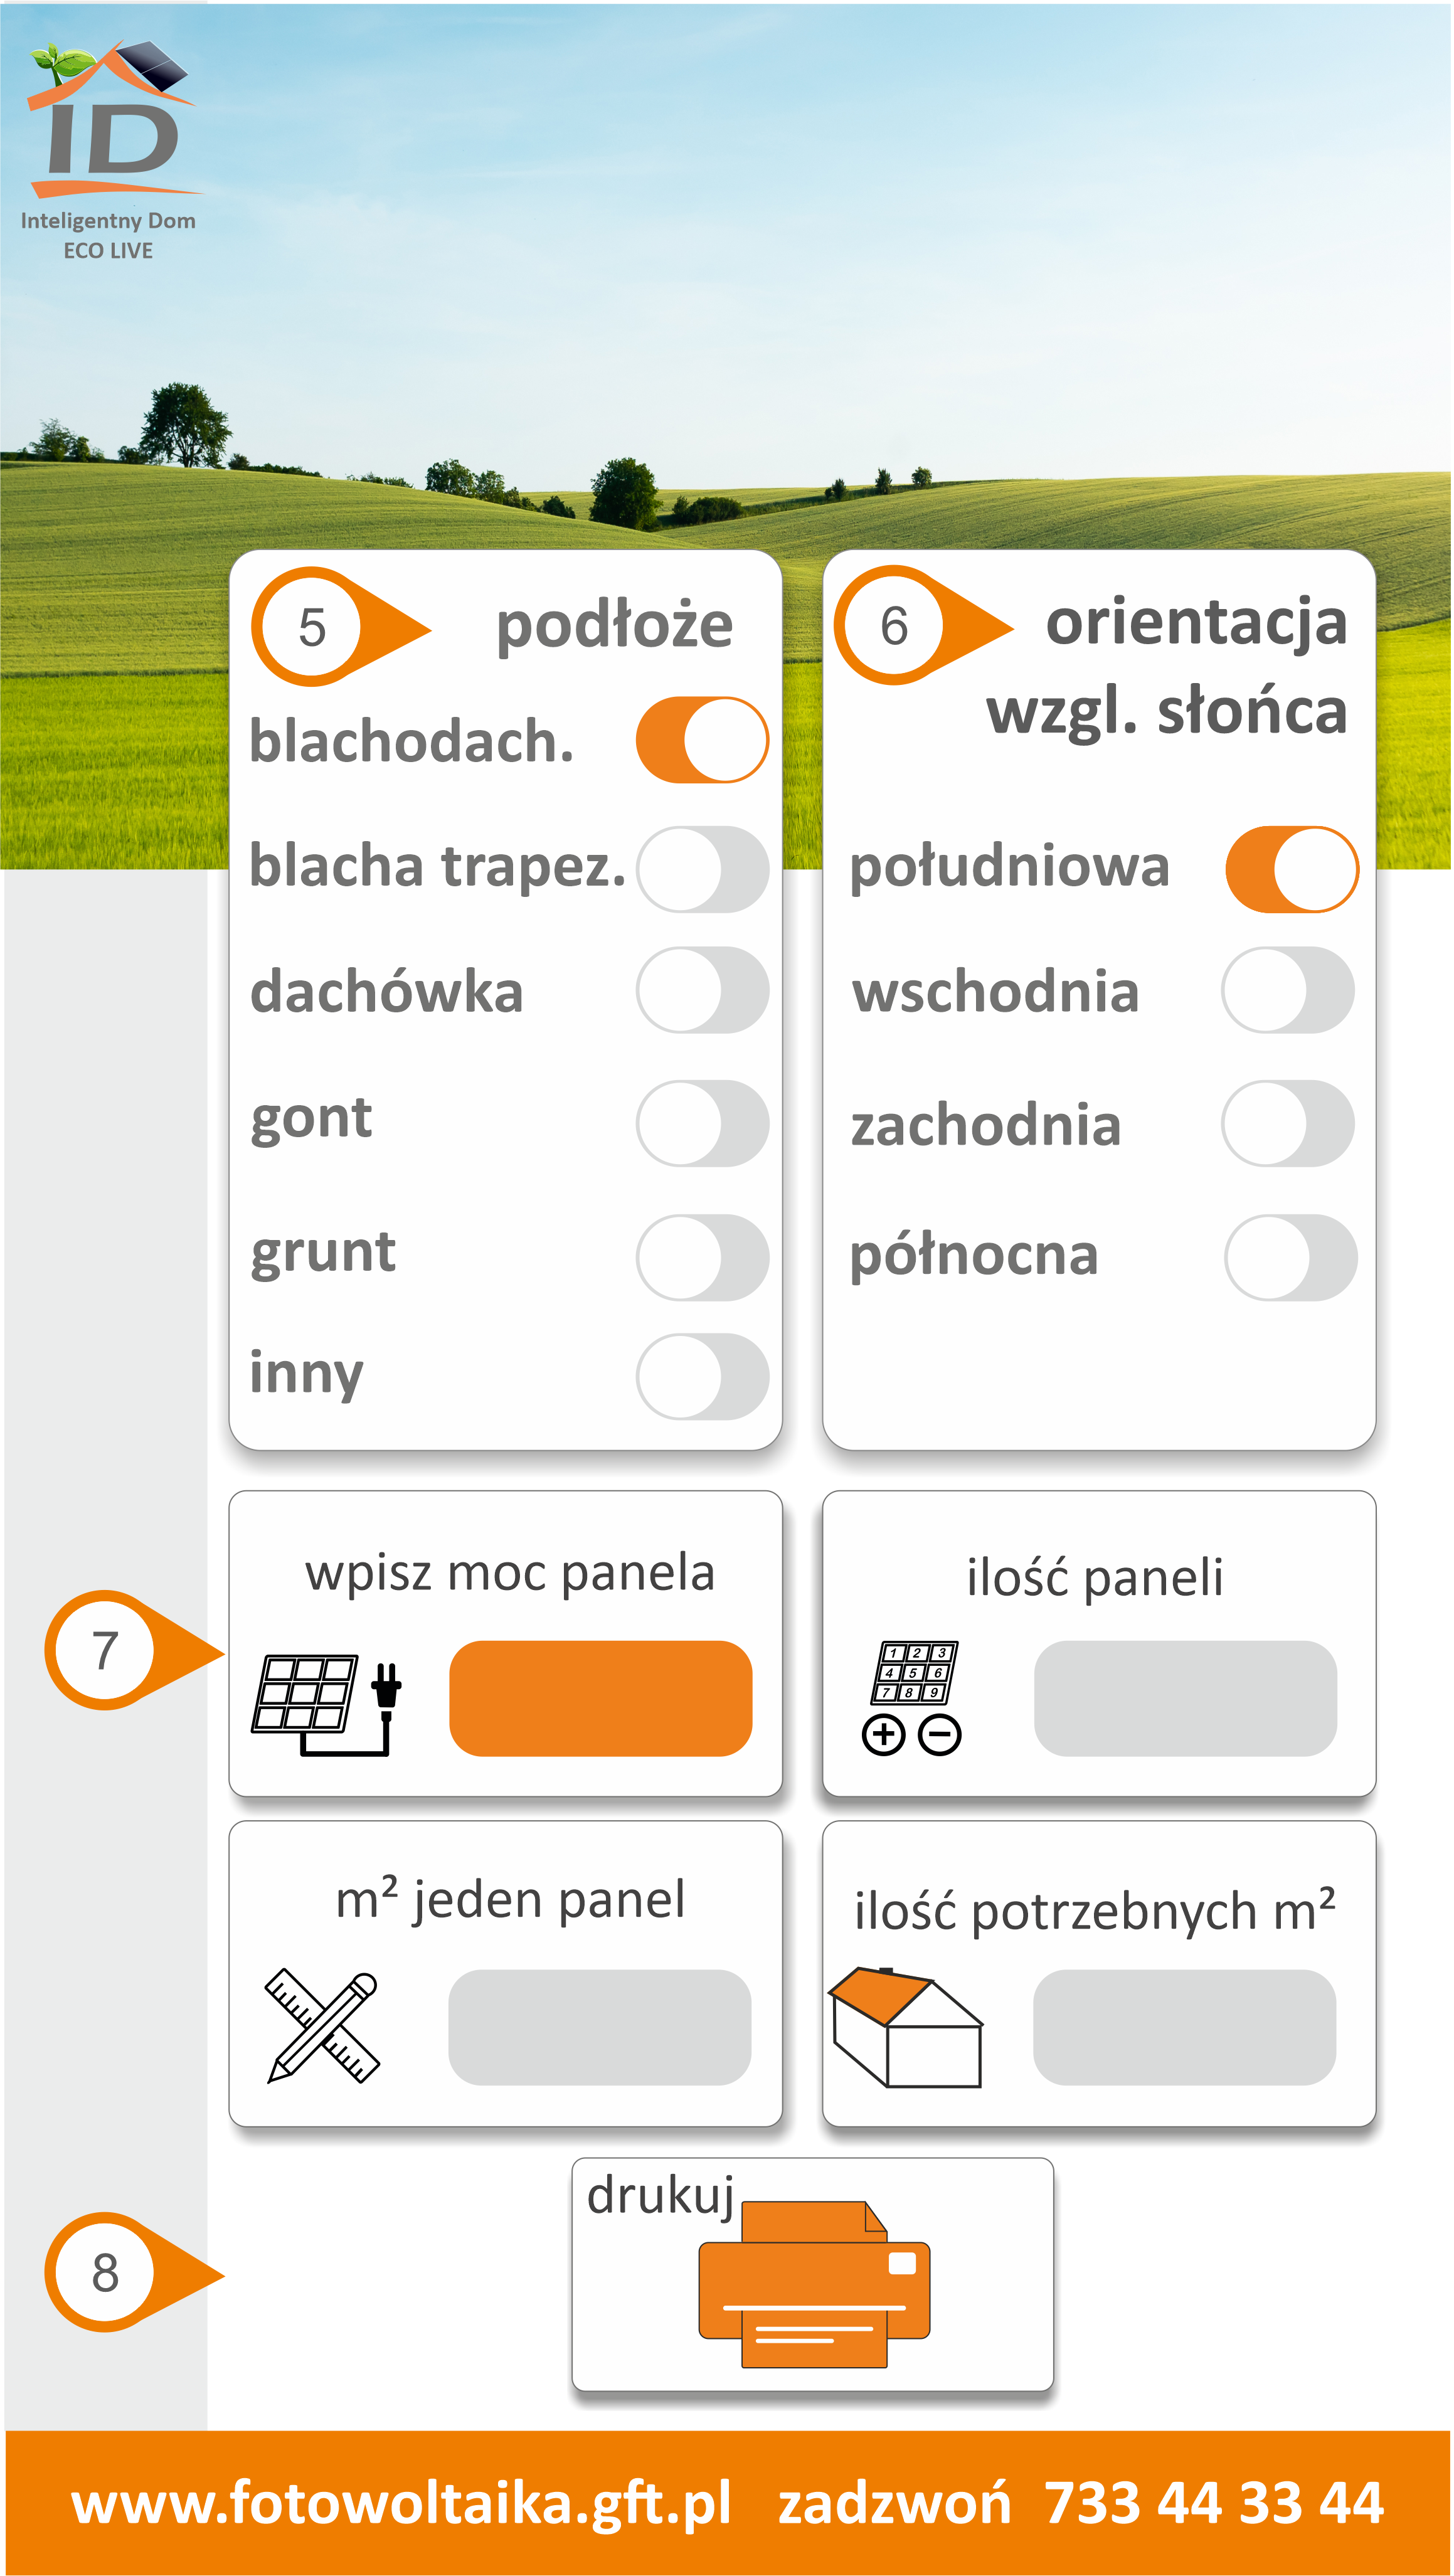 ID
Inteligentny Dom
ECO LIVE
5
podłoże
blachodach.
blacha trapez.
dachówka
gont
grunt
inny
6
orientacja
wzgl. słońca
południowa
wschodnia
zachodnia
północna
7
wpisz moc panela
ilość paneli
1 2 3
4 5 6
7 8 9
m² jeden panel
ilość potrzebnych m²
8
drukuj
www.fotowoltaika.gft.pl zadzwoń 733 44 33 44